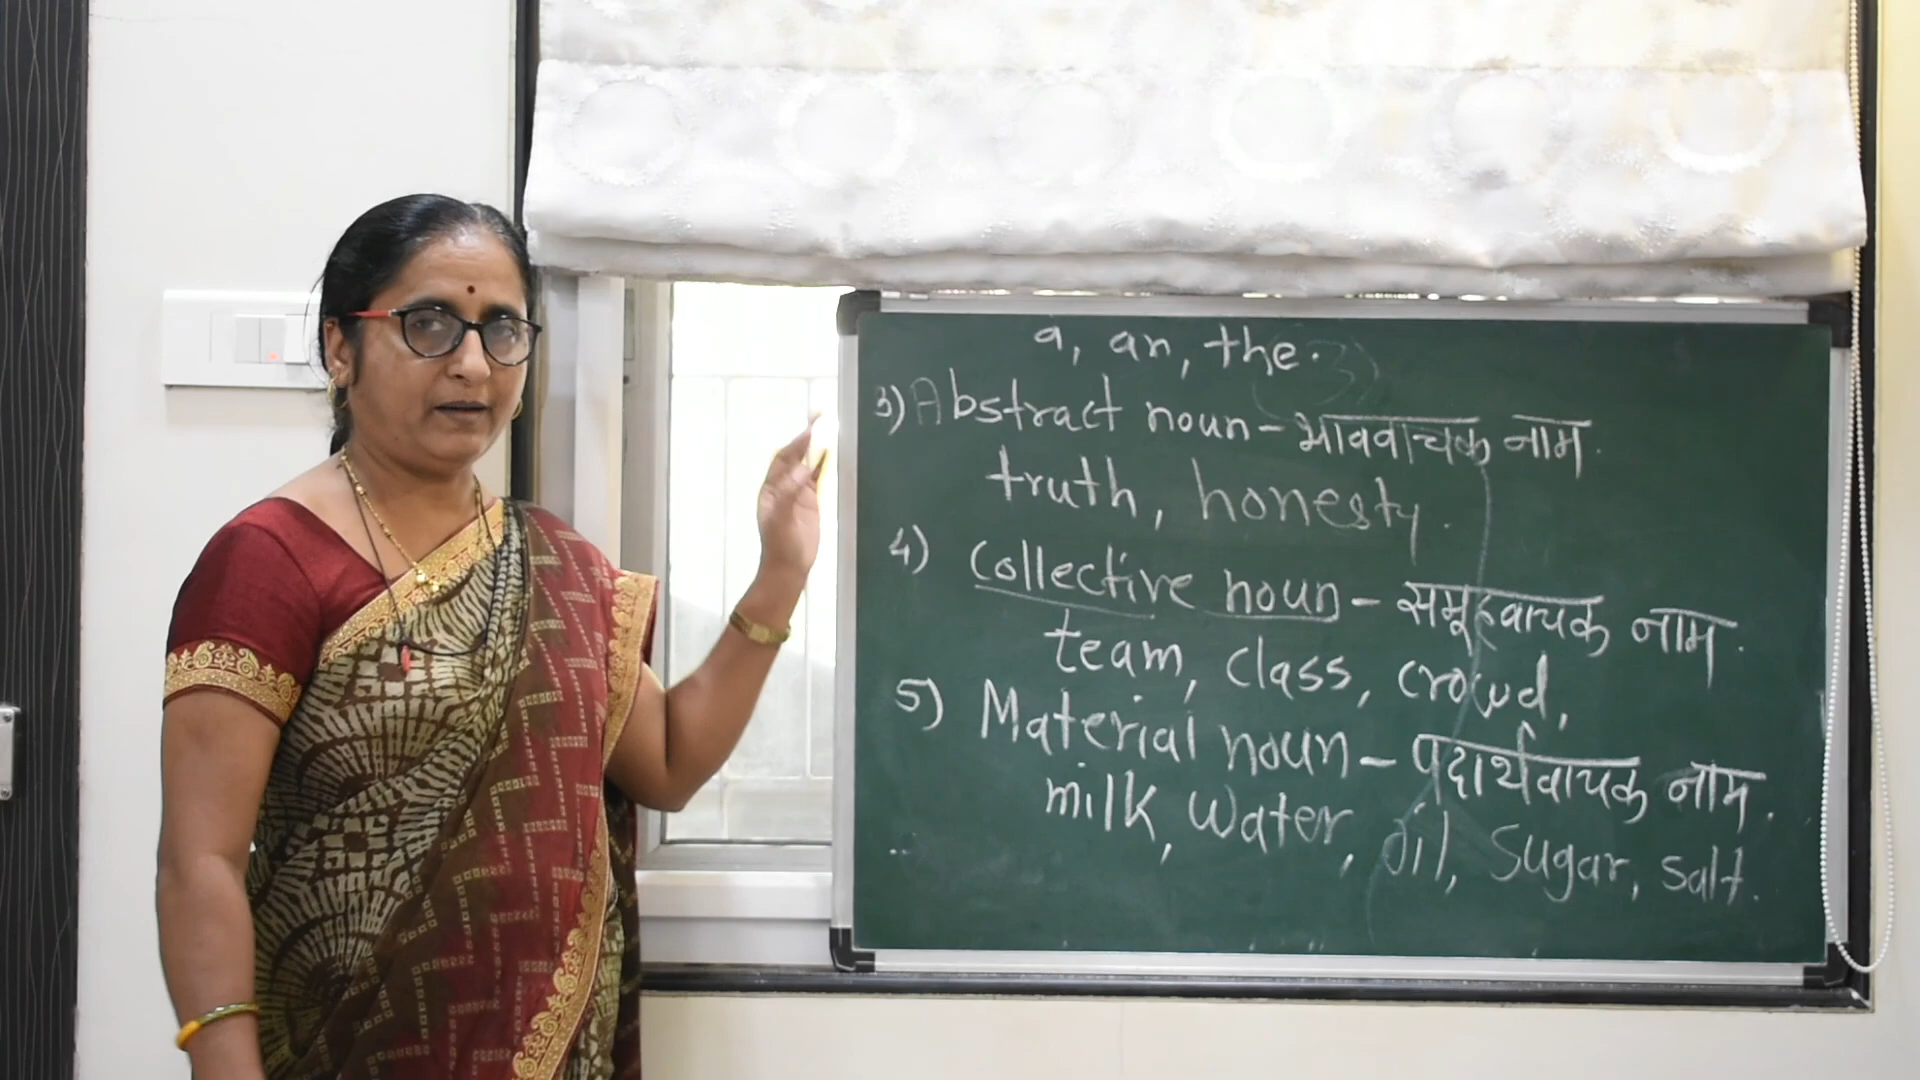 a, an, the.
3) Abstract noun - भाववाचक नाम.
truth, honesty.
4) Collective noun - समूहवाचक नाम.
team, class, crowd,
5) Material noun - पदार्थवाचक नाम.
milk, water, oil, sugar, salt.